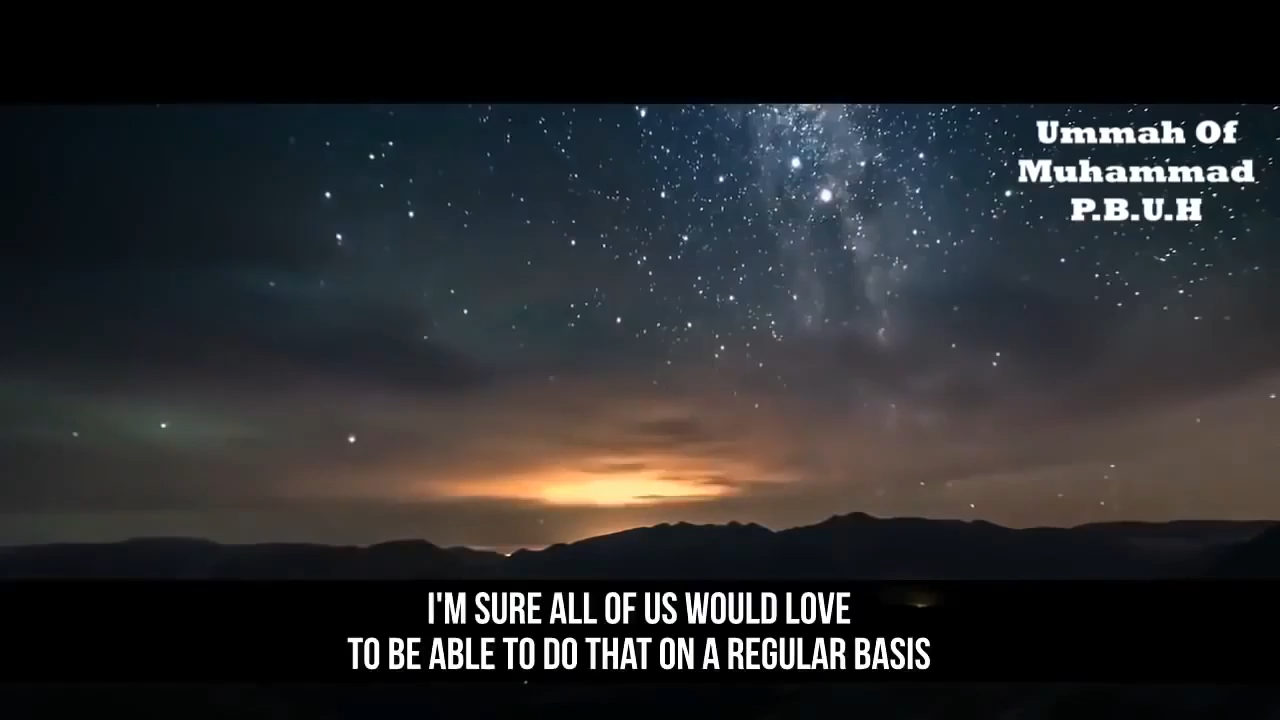 Ummah Of
Muhammad
P.B.U.H
I'M SURE ALL OF US WOULD LOVE
TO BE ABLE TO DO THAT ON A REGULAR BASIS